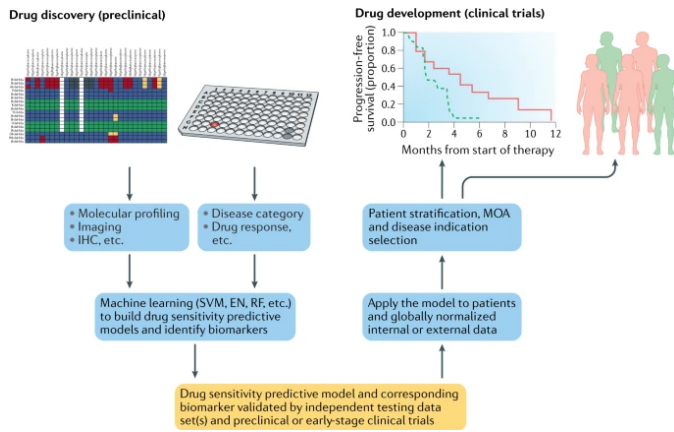 Drug discovery (preclinical)
Drug development (clinical trials)
Progression-free
survival (proportion)
1.0
0.8
0.6
0.4
0.2
0.0
0
2
4
6
8
10
12
Months from start of therapy
• Molecular profiling
• Imaging
• IHC, etc.
• Disease category
• Drug response,
etc.
Patient stratification, MOA
and disease indication
selection
Machine learning (SVM, EN, RF, etc.)
to build drug sensitivity predictive
models and identify biomarkers
Apply the model to patients
and globally normalized
internal or external data
Drug sensitivity predictive model and corresponding
biomarker validated by independent testing data
set(s) and preclinical or early-stage clinical trials